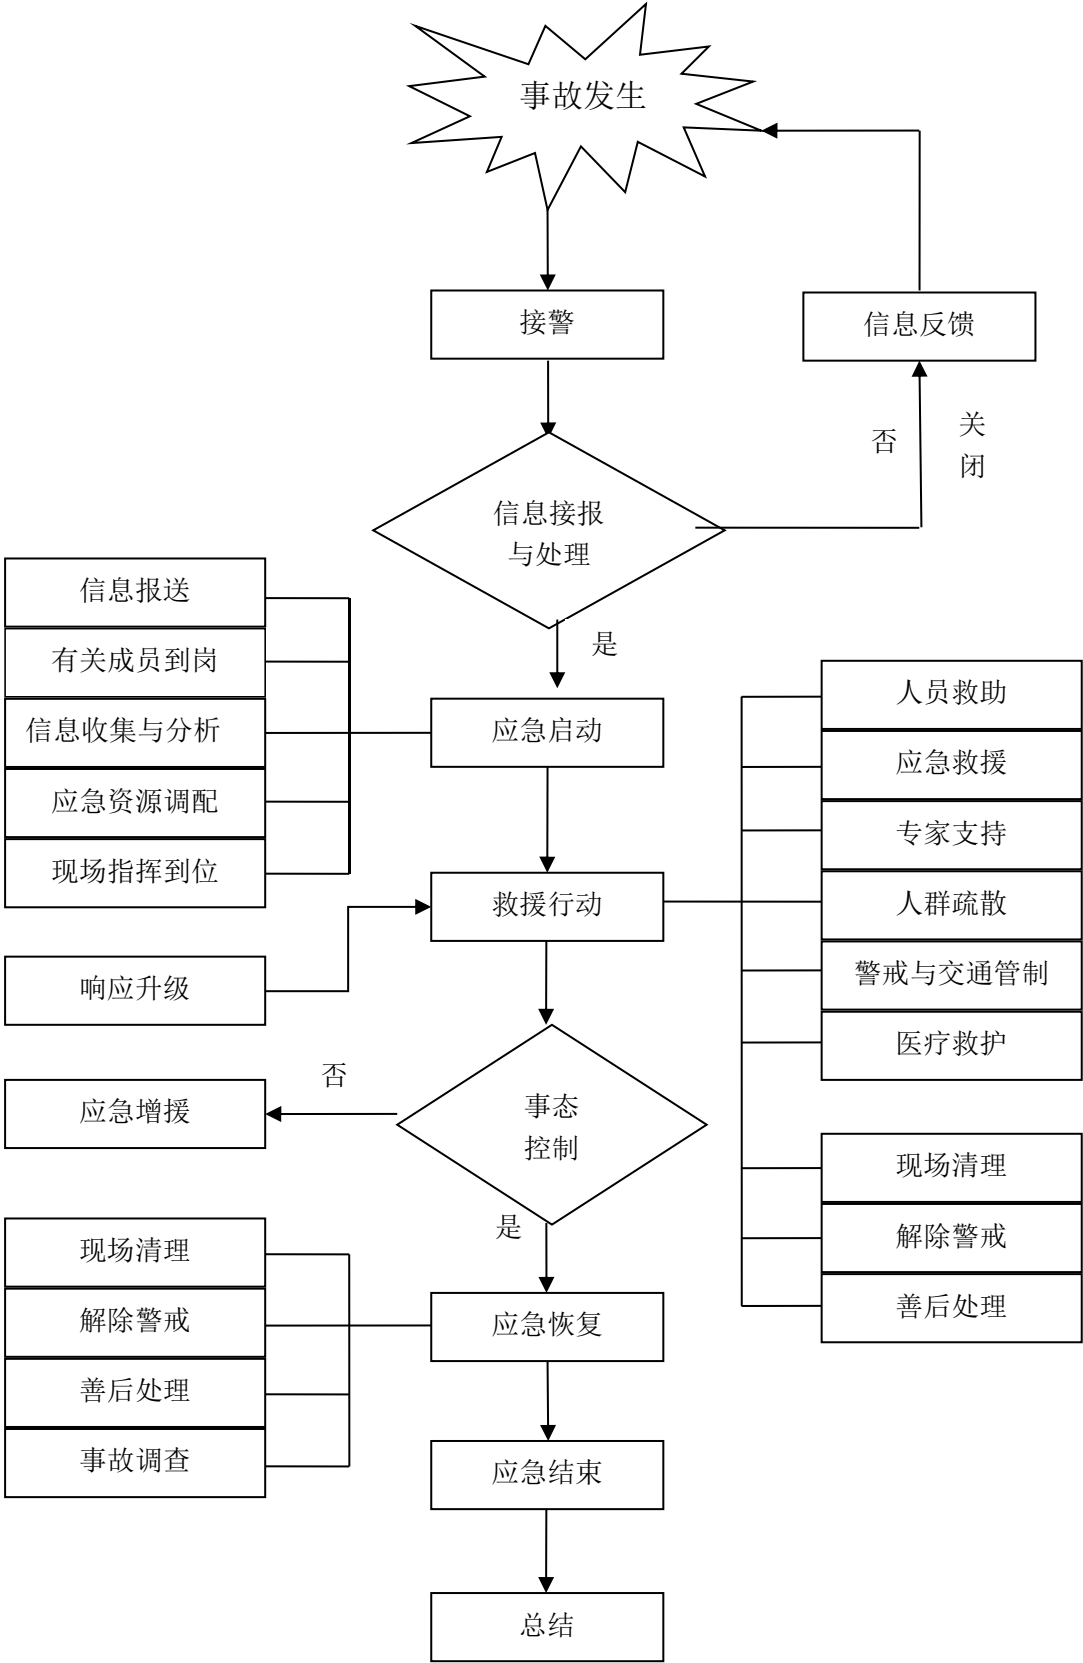 事故发生
接警
信息反馈
否
关
闭
信息接报
与处理
是
信息报送
有关成员到岗
信息收集与分析
应急资源调配
现场指挥到位
应急启动
人员救助
应急救援
专家支持
人群疏散
警戒与交通管制
医疗救护
救援行动
响应升级
否
应急增援
事态
控制
是
现场清理
解除警戒
善后处理
现场清理
解除警戒
善后处理
事故调查
应急恢复
应急结束
总结